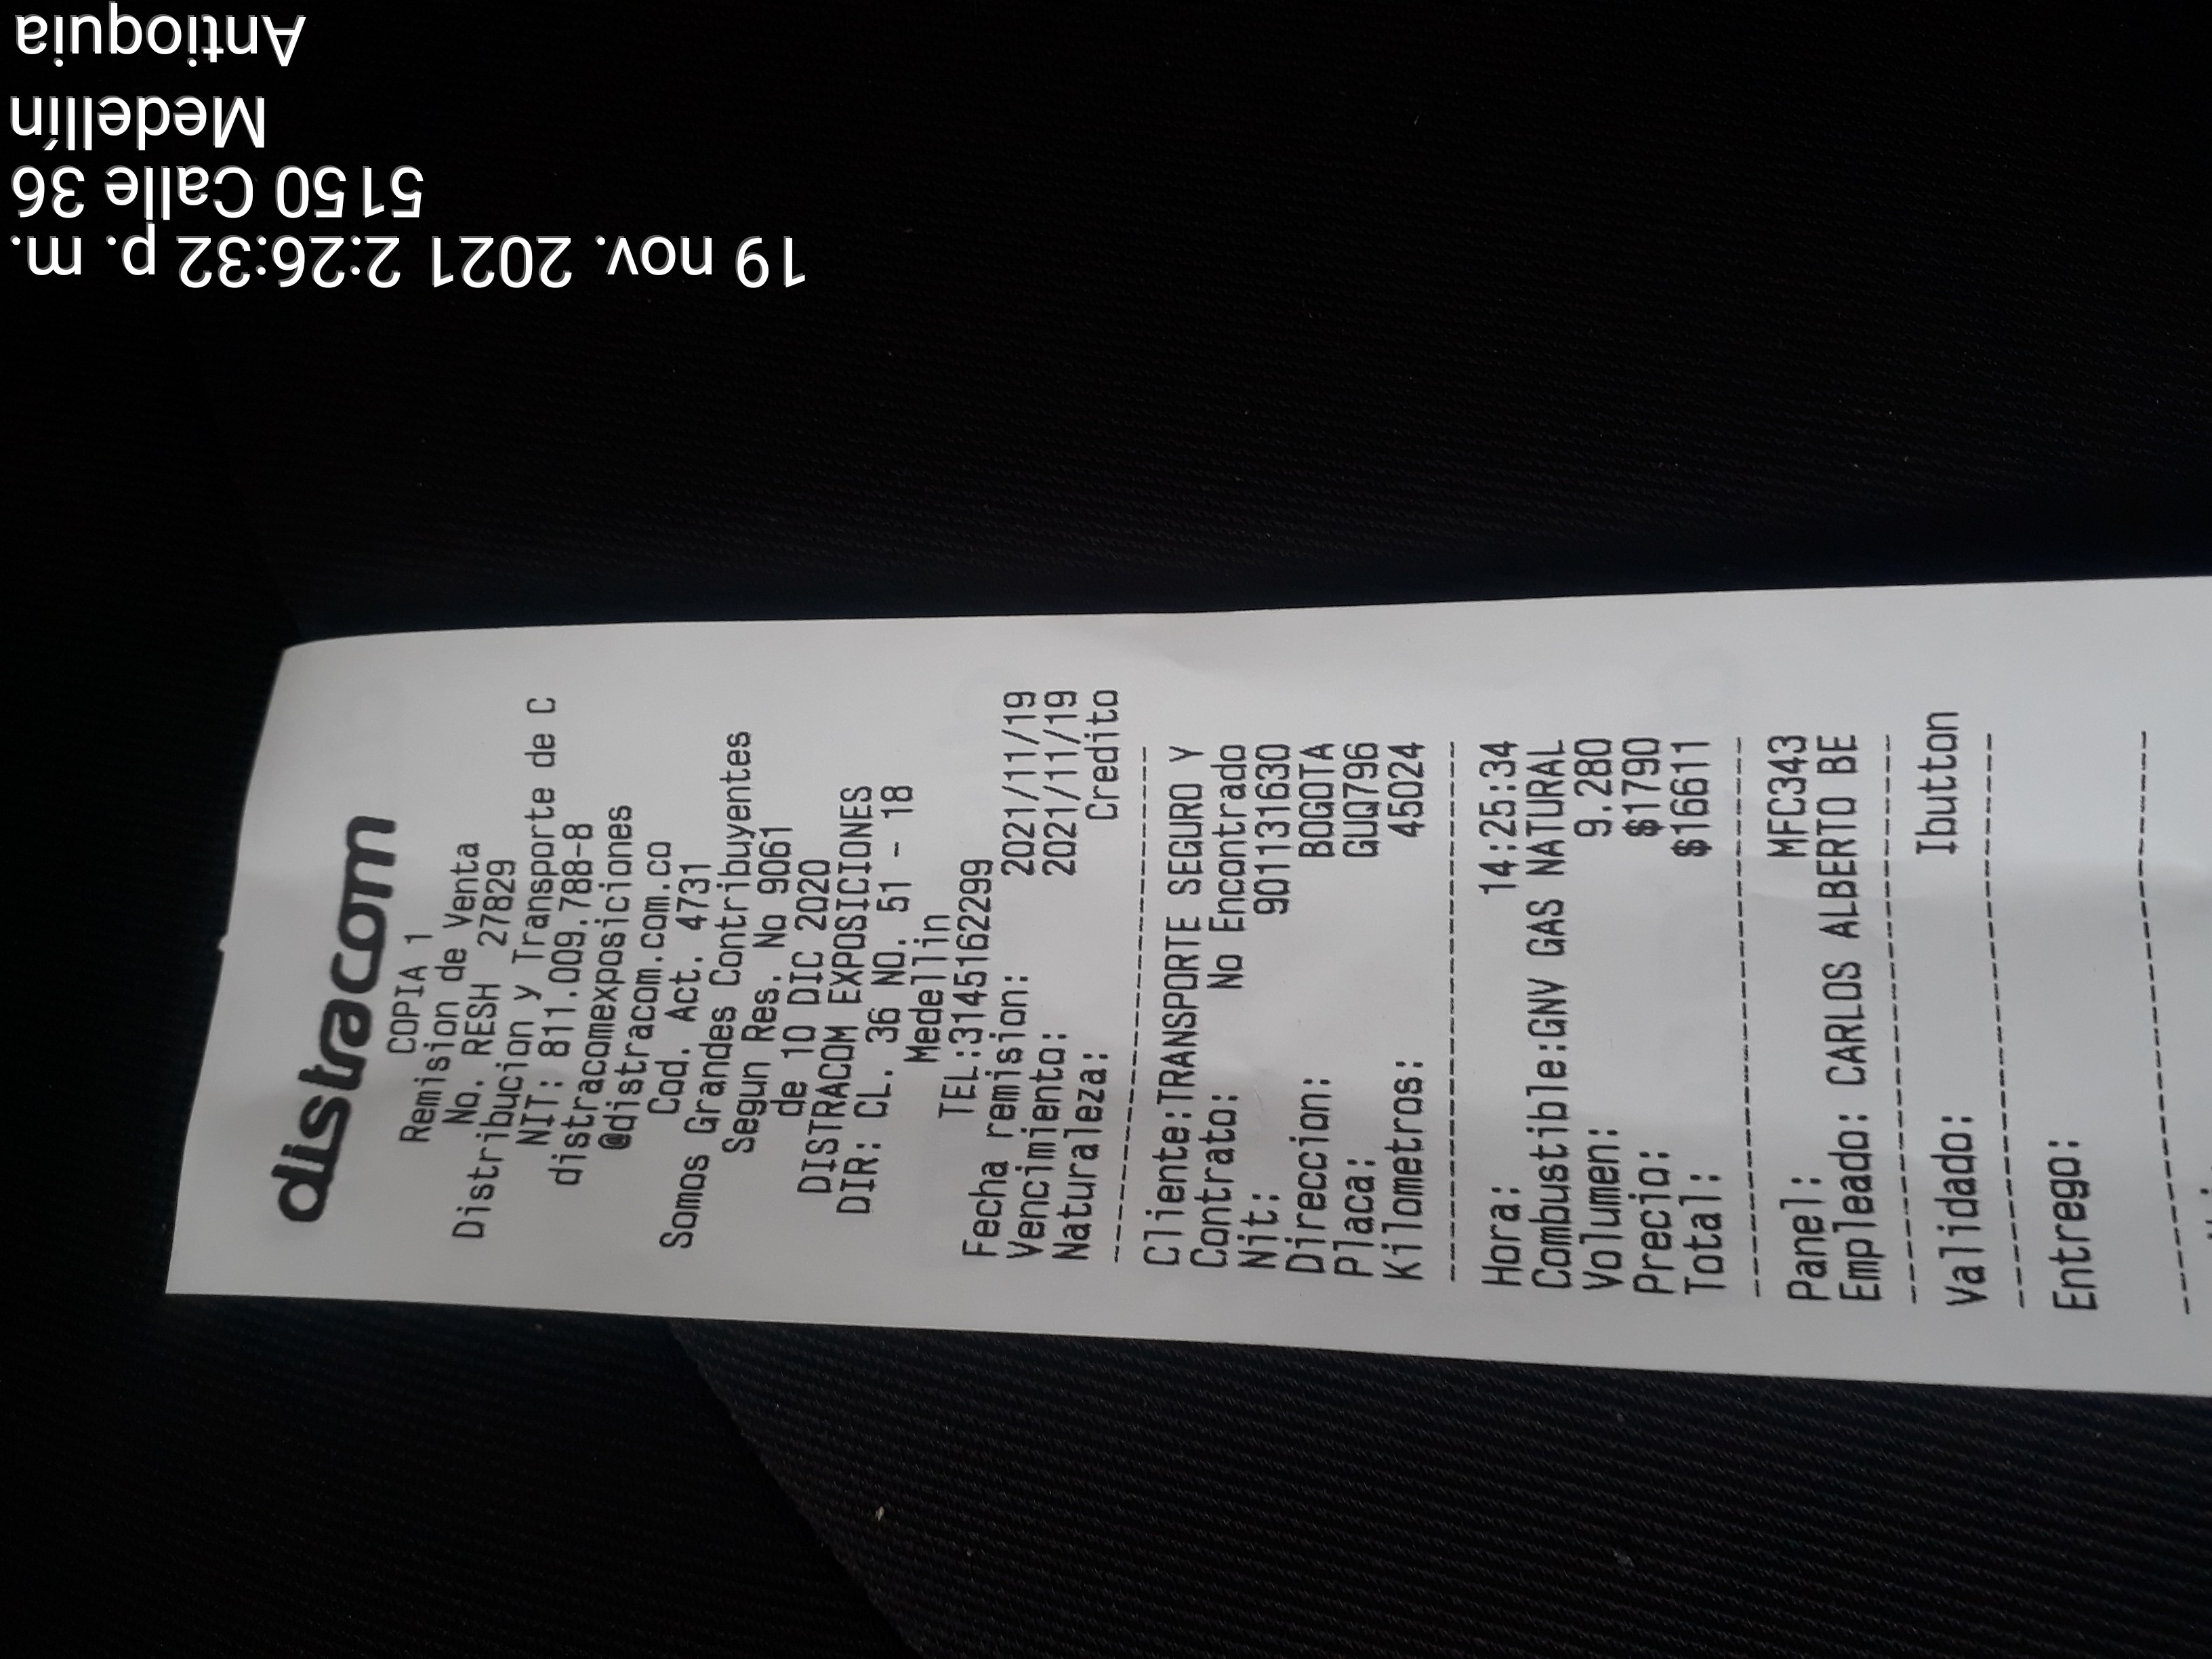 19 nov. 2021 2:26:32 p. m.
5150 Calle 36
Medellín
Antioquia
distracom
COPIA 1
Remision de Venta
No. RESH 27829
Distribucion y Transporte de C
NIT: 811.009.788-8
distracomexposiciones
@distracom.com.co
Cod. Act. 4731
Somos Grandes Contribuyentes
Segun Res. No 9061
de 10 DIC 2020
DISTRACOM EXPOSICIONES
DIR: CL. 36 NO. 51 - 18
Medellin
TEL:3145162299
Fecha remision: 2021/11/19
Vencimiento: 2021/11/19
Naturaleza: Credito
Cliente:TRANSPORTE SEGURO Y
Contrato: No Encontrado
Nit: 901131630
Direccion: BOGOTA
Placa: GUQ796
Kilometros: 45024
Hora: 14:25:34
Combustible:GNV GAS NATURAL
Volumen: 9.280
Precio: $1790
Total: $16611
Panel: MFC343
Empleado: CARLOS ALBERTO BE
Validado: Ibutton
Entrego: